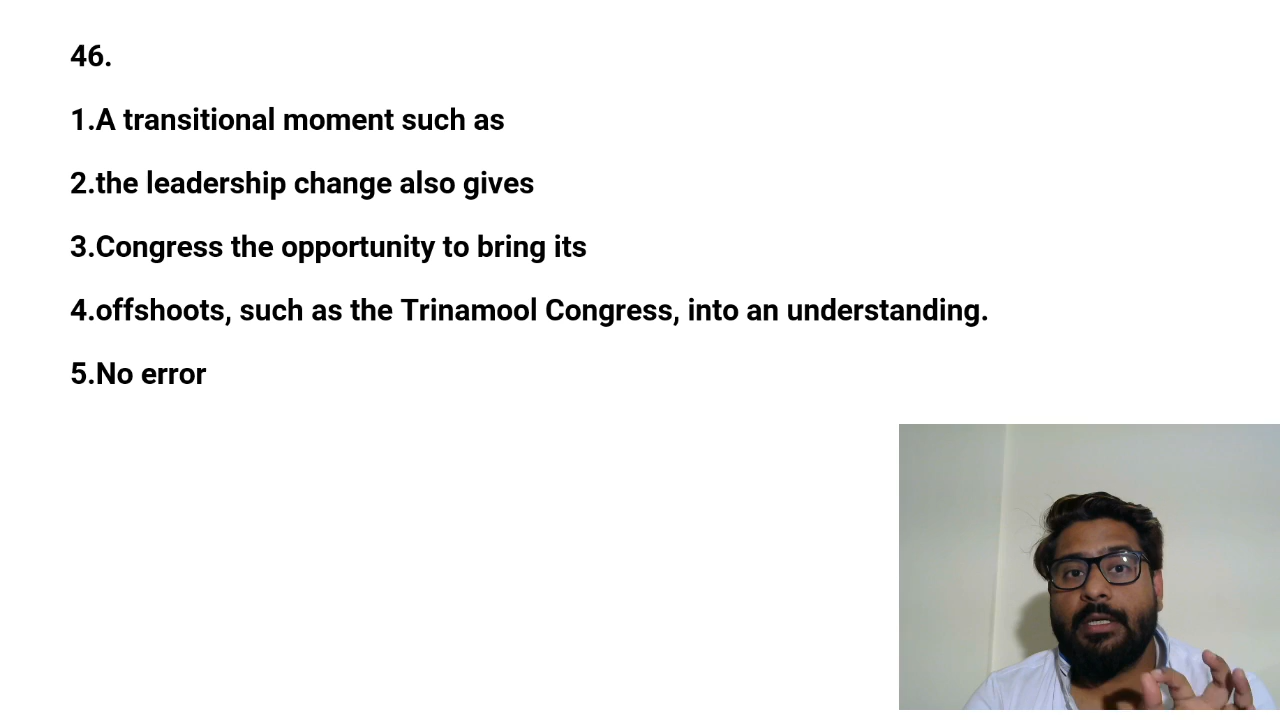 46.
1.A transitional moment such as
2.the leadership change also gives
3.Congress the opportunity to bring its
4.offshoots, such as the Trinamool Congress, into an understanding.
5.No error